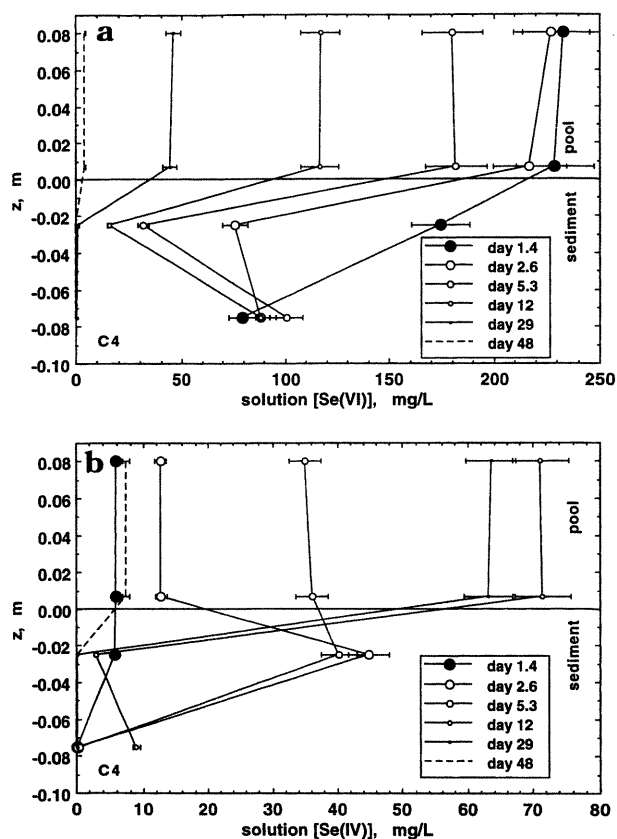 a
0.08
0.06
0.04
0.02
0.00
-0.02
-0.04
-0.06
-0.08
-0.10
z, m
pool
sediment
day 1.4
day 2.6
day 5.3
day 12
day 29
day 48
C4
0 50 100 150 200 250
solution [Se(VI)], mg/L
b
0.08
0.06
0.04
0.02
0.00
-0.02
-0.04
-0.06
-0.08
-0.10
z, m
pool
sediment
day 1.4
day 2.6
day 5.3
day 12
day 29
day 48
C4
0 10 20 30 40 50 60 70 80
solution [Se(IV)], mg/L